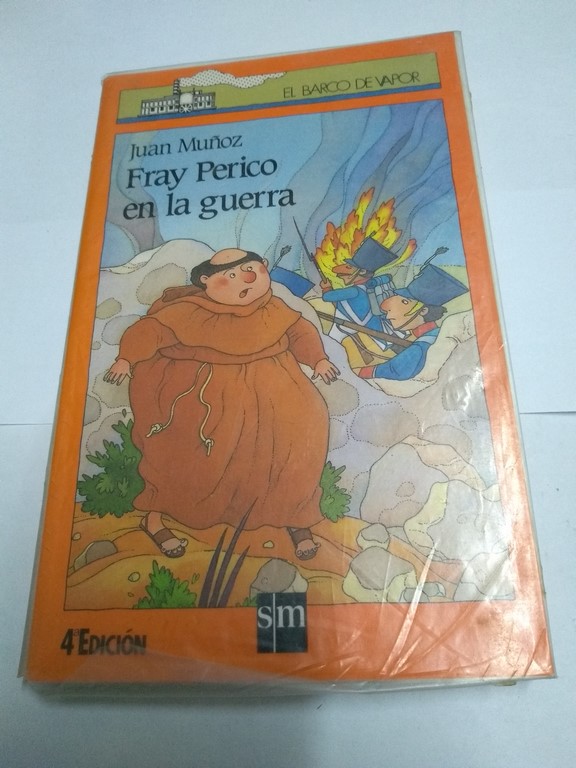 EL BARCO DE VAPOR
Juan Muñoz
Fray Perico
en la guerra
sm
4ª EDICIÓN